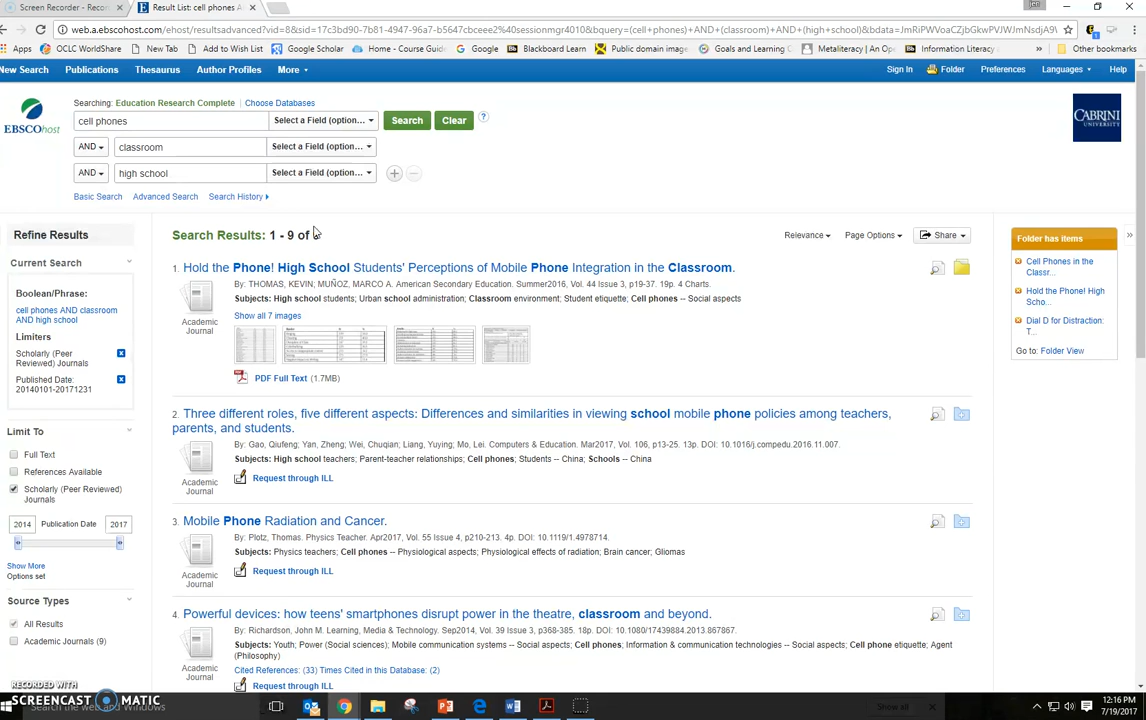 Screen Recorder - Record
Result List: cell phones A
Jeff
web.a.ebscohost.com/ehost/resultsadvanced?vid=8&sid=17c3bd90-7b81-4947-96a7-b5647cbceee2%40sessionmgr4010&bquery=(cell+phones)+AND+(classroom)+AND+(high+school)&bdata=JmRiPWVoaCZjbGkwPVJWJmNsdjA9W
Apps OCLC WorldShare New Tab Add to Wish List Google Scholar Home - Course Guide Google Blackboard Learn Public domain image Goals and Learning Metaliteracy | An Ope Information Literacy » Other bookmarks
New Search Publications Thesaurus Author Profiles More Sign In Folder Preferences Languages Help
Searching: Education Research Complete Choose Databases
cell phones Select a Field (option... Search Clear ?
AND classroom Select a Field (option...
AND high school Select a Field (option...
Basic Search Advanced Search Search History
EBSCOhost
CABRINI
UNIVERSITY
Refine Results
Current Search
Boolean/Phrase:
cell phones AND classroom
AND high school
Limiters
Scholarly (Peer
Reviewed) Journals
Published Date:
20140101-20171231
Limit To
Full Text
References Available
Scholarly (Peer Reviewed)
Journals
2014 Publication Date 2017
Show More
Options set
Source Types
All Results
Academic Journals (9)
Search Results: 1 - 9 of
Relevance Page Options Share
1. Hold the Phone! High School Students' Perceptions of Mobile Phone Integration in the Classroom.
By: THOMAS, KEVIN; MUÑOZ, MARCO A. American Secondary Education. Summer2016, Vol. 44 Issue 3, p19-37. 19p. 4 Charts.
Subjects: High school students; Urban school administration; Classroom environment; Student etiquette; Cell phones -- Social aspects
Academic
Journal
Show all 7 images
PDF Full Text (1.7MB)
2. Three different roles, five different aspects: Differences and similarities in viewing school mobile phone policies among teachers,
parents, and students.
By: Gao, Qiufeng; Yan, Zheng; Wei, Chuqian; Liang, Yuying; Mo, Lei. Computers & Education. Mar2017, Vol. 106, p13-25. 13p. DOI: 10.1016/j.compedu.2016.11.007.
Subjects: High school teachers; Parent-teacher relationships; Cell phones; Students -- China; Schools -- China
Academic
Journal
Request through ILL
3. Mobile Phone Radiation and Cancer.
By: Plotz, Thomas. Physics Teacher. Apr2017, Vol. 55 Issue 4, p210-213. 4p. DOI: 10.1119/1.4978714.
Subjects: Physics teachers; Cell phones -- Physiological aspects; Physiological effects of radiation; Brain cancer; Gliomas
Academic
Journal
Request through ILL
4. Powerful devices: how teens' smartphones disrupt power in the theatre, classroom and beyond.
By: Richardson, John M. Learning, Media & Technology. Sep2014, Vol. 39 Issue 3, p368-385. 18p. DOI: 10.1080/17439884.2013.867867.
Subjects: Youth; Power (Social sciences); Mobile communication systems -- Social aspects; Cell phones; Information & communication technologies -- Social aspects; Cell phone etiquette; Agent
(Philosophy)
Academic
Journal
Cited References: (33) Times Cited in this Database: (2)
Request through ILL
Folder has items
Cell Phones in the
Classr...
Hold the Phone! High
Scho...
Dial D for Distraction:
T...
Go to: Folder View
RECORDED WITH
SCREENCAST MATIC
Search the web and Windows
Show all
12:16 PM
7/19/2017